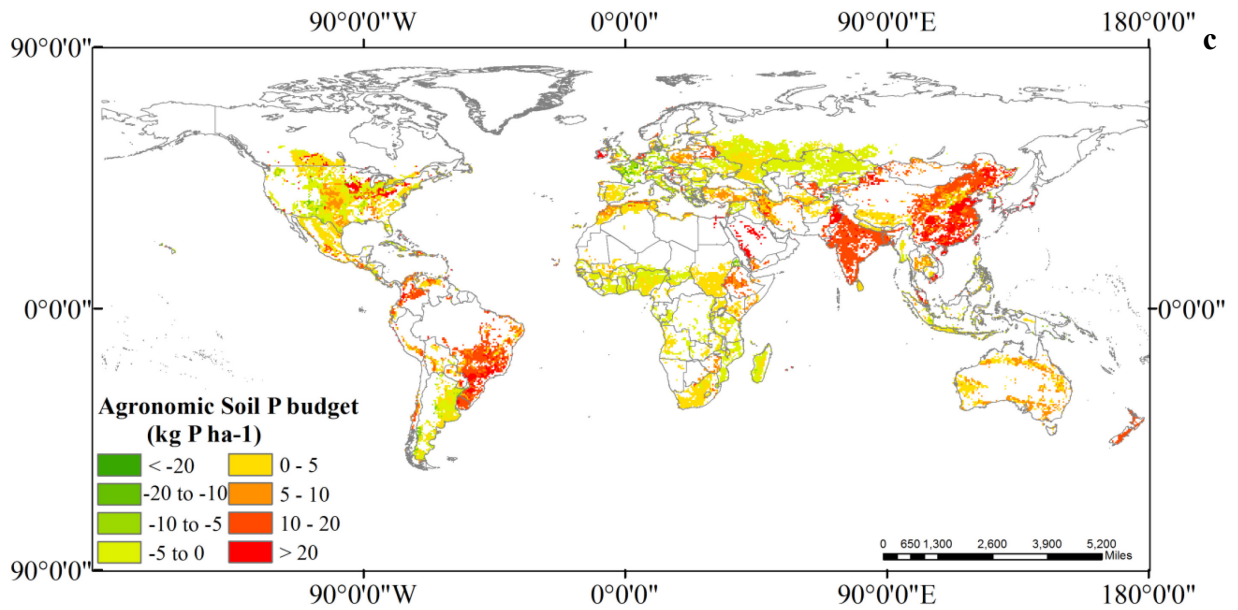 90°0'0"W 0°0'0" 90°0'0"E 180°0'0"
90°0'0" c
0°0'0" 0°0'0"
Agronomic Soil P budget
(kg P ha-1)
< -20 0 - 5
-20 to -10 5 - 10
-10 to -5 10 - 20
-5 to 0 > 20
0 650 1,300 2,600 3,900 5,200
Miles
90°0'0"
90°0'0"W 0°0'0" 90°0'0"E 180°0'0"